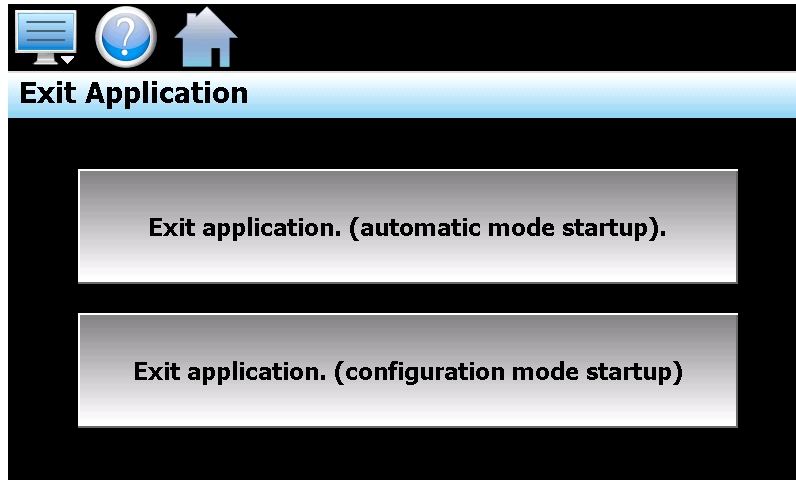 Exit Application
Exit application. (automatic mode startup).
Exit application. (configuration mode startup)